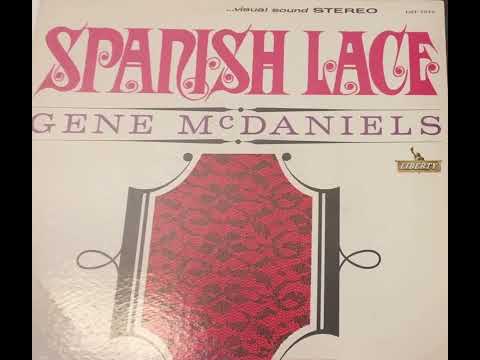 ...visual sound STEREO
SPANISH LACE
GENE McDANIELS
LIBERTY